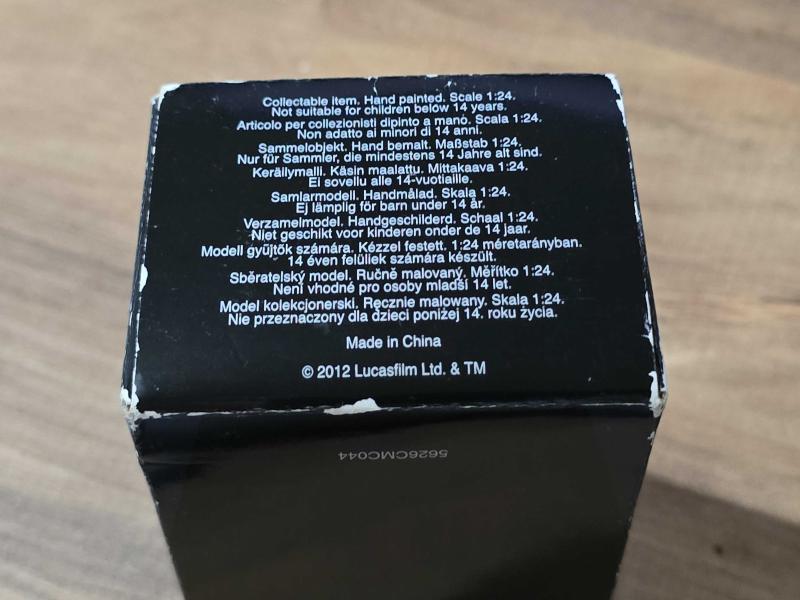 Collectable item. Hand painted. Scale 1:24.
Not suitable for children below 14 years.
Articolo per collezionisti dipinto a mano. Scala 1:24.
Non adatto ai minori di 14 anni.
Sammelobjekt. Hand bemalt. Maßstab 1:24.
Nur für Sammler, die mindestens 14 Jahre alt sind.
Keräilymalli. Käsin maalattu. Mittakaava 1:24.
Ei sovellu alle 14-vuotiaille.
Samlarmodell. Handmålad. Skala 1:24.
Ej lämplig för barn under 14 år.
Verzamelmodel. Handgeschilderd. Schaal 1:24.
Niet geschikt voor kinderen onder de 14 jaar.
Modell gyűjtők számára. Kézzel festett. 1:24 méretarányban.
14 éven felüliek számára készült.
Sběratelský model. Ručně malovaný. Měřítko 1:24.
Není vhodné pro osoby mladší 14 let.
Model kolekcjonerski. Ręcznie malowany. Skala 1:24.
Nie przeznaczony dla dzieci poniżej 14. roku życia.
Made in China
© 2012 Lucasfilm Ltd. & TM
5626CMC044